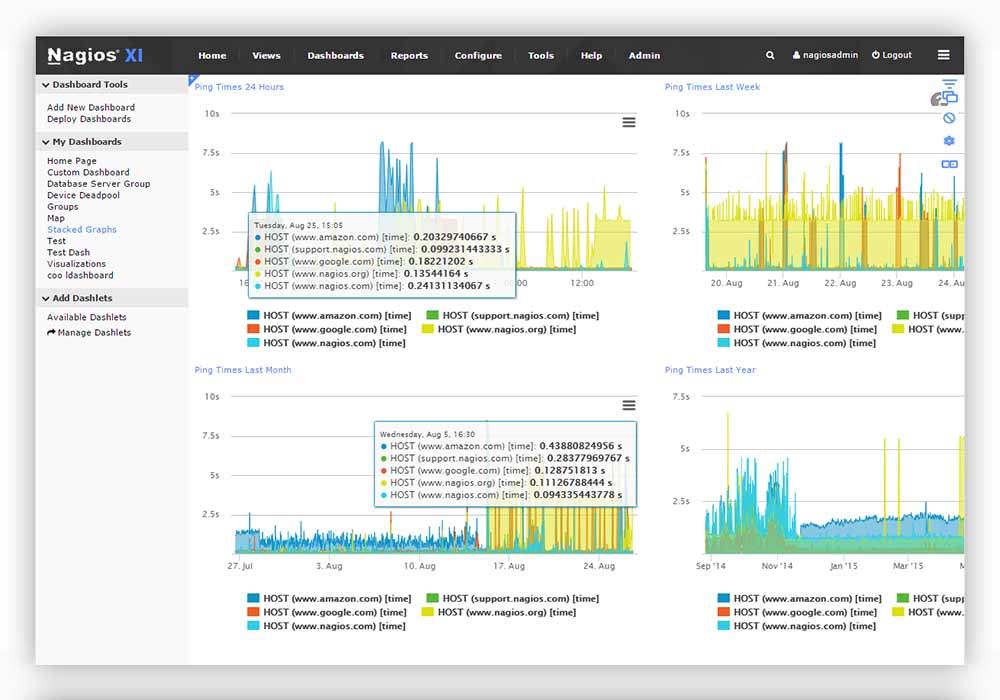 Nagios® XI
Home Views Dashboards Reports Configure Tools Help Admin nagiosadmin Logout
Dashboard Tools
Add New Dashboard
Deploy Dashboards
My Dashboards
Home Page
Custom Dashboard
Database Server Group
Device Deadpool
Groups
Map
Stacked Graphs
Test
Test Dash
Visualizations
coo ldashboard
Add Dashlets
Available Dashlets
Manage Dashlets
Ping Times 24 Hours
10s
7.5s
5s
2.5s
Tuesday, Aug 25, 15:05
HOST (www.amazon.com) [time]: 0.20329740667 s
HOST (support.nagios.com) [time]: 0.099231443333 s
HOST (www.google.com) [time]: 0.18221202 s
HOST (www.nagios.org) [time]: 0.13544164 s
HOST (www.nagios.com) [time]: 0.24131134067 s
12:00
HOST (www.amazon.com) [time] HOST (support.nagios.com) [time]
HOST (www.google.com) [time] HOST (www.nagios.org) [time]
HOST (www.nagios.com) [time]
Ping Times Last Week
10s
7.5s
5s
2.5s
20. Aug 21. Aug 22. Aug 23. Aug 24. Au
HOST (www.amazon.com) [time] HOST (supp
HOST (www.google.com) [time] HOST (www.
HOST (www.nagios.com) [time]
Ping Times Last Month
10s
7.5s
5s
2.5s
Wednesday, Aug 5, 16:30
HOST (www.amazon.com) [time]: 0.43880824956 s
HOST (support.nagios.com) [time]: 0.28377969767 s
HOST (www.google.com) [time]: 0.128751813 s
HOST (www.nagios.org) [time]: 0.11126788444 s
HOST (www.nagios.com) [time]: 0.094335443778 s
27. Jul 3. Aug 10. Aug 17. Aug 24. Aug
HOST (www.amazon.com) [time] HOST (support.nagios.com) [time]
HOST (www.google.com) [time] HOST (www.nagios.org) [time]
HOST (www.nagios.com) [time]
Ping Times Last Year
7.5s
5s
2.5s
Sep '14 Nov '14 Jan '15 Mar '15 M
HOST (www.amazon.com) [time] HOST (supp
HOST (www.google.com) [time] HOST (www.
HOST (www.nagios.com) [time]